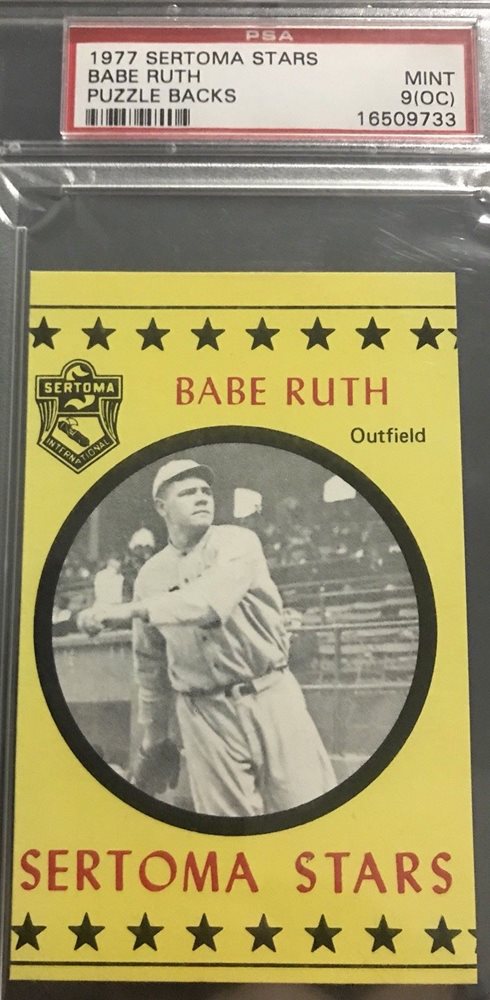 PSA
1977 SERTOMA STARS
BABE RUTH MINT
PUZZLE BACKS 9(OC)
16509733
SERTOMA
S
INTERNATIONAL
BABE RUTH
Outfield
SERTOMA STARS